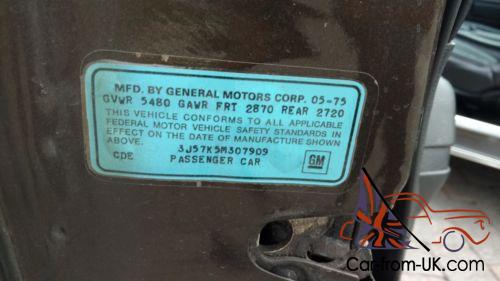 MFD. BY GENERAL MOTORS CORP. 05-75
GVWR 5480 GAWR FRT 2870 REAR 2720
THIS VEHICLE CONFORMS TO ALL APPLICABLE
FEDERAL MOTOR VEHICLE SAFETY STANDARDS IN
EFFECT ON THE DATE OF MANUFACTURE SHOWN
ABOVE.
3J57K5M307909
CDE PASSENGER CAR
GM
Car-from-UK.com